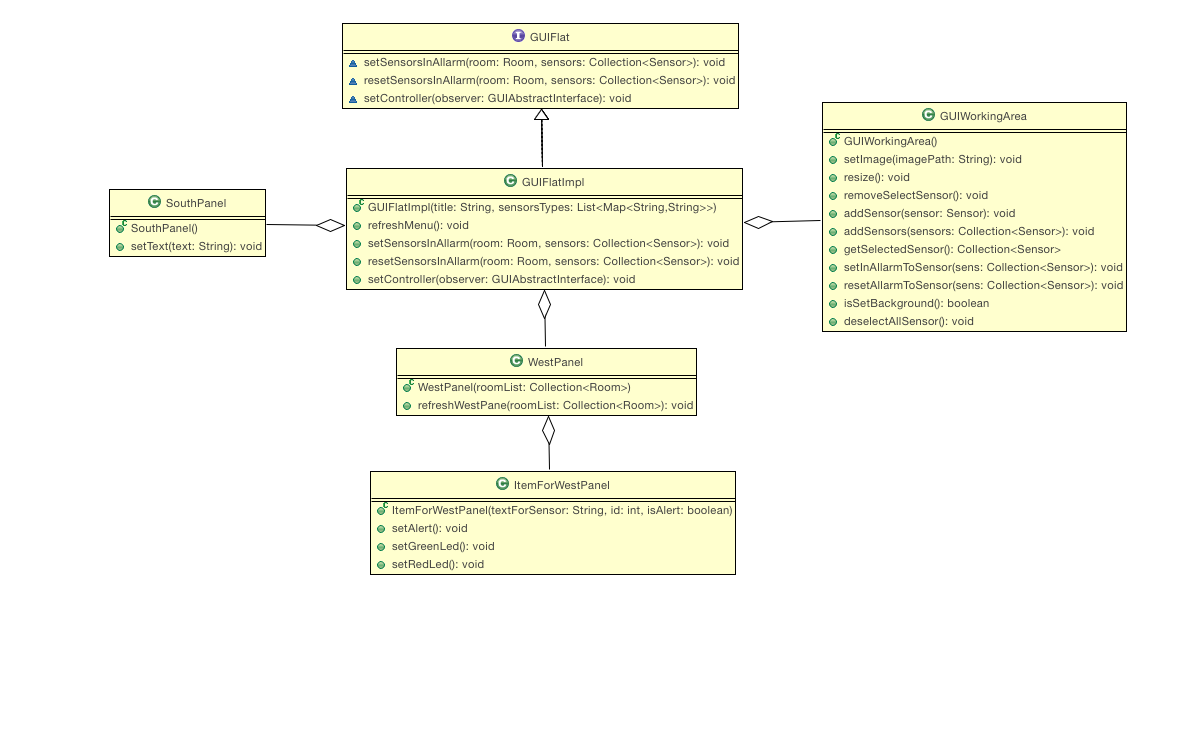 I GUIFlat
setSensorsInAllarm(room: Room, sensors: Collection<Sensor>): void
resetSensorsInAllarm(room: Room, sensors: Collection<Sensor>): void
setController(observer: GUIAbstractInterface): void
C GUIWorkingArea
C GUIWorkingArea()
setImage(imagePath: String): void
resize(): void
removeSelectSensor(): void
addSensor(sensor: Sensor): void
addSensors(sensors: Collection<Sensor>): void
getSelectedSensor(): Collection<Sensor>
setInAllarmToSensor(sens: Collection<Sensor>): void
resetAllarmToSensor(sens: Collection<Sensor>): void
isSetBackground(): boolean
deselectAllSensor(): void
C GUIFlatImpl
C GUIFlatImpl(title: String, sensorsTypes: List<Map<String,String>>)
refreshMenu(): void
setSensorsInAllarm(room: Room, sensors: Collection<Sensor>): void
resetSensorsInAllarm(room: Room, sensors: Collection<Sensor>): void
setController(observer: GUIAbstractInterface): void
C SouthPanel
C SouthPanel()
setText(text: String): void
C WestPanel
C WestPanel(roomList: Collection<Room>)
refreshWestPane(roomList: Collection<Room>): void
C ItemForWestPanel
C ItemForWestPanel(textForSensor: String, id: int, isAlert: boolean)
setAlert(): void
setGreenLed(): void
setRedLed(): void